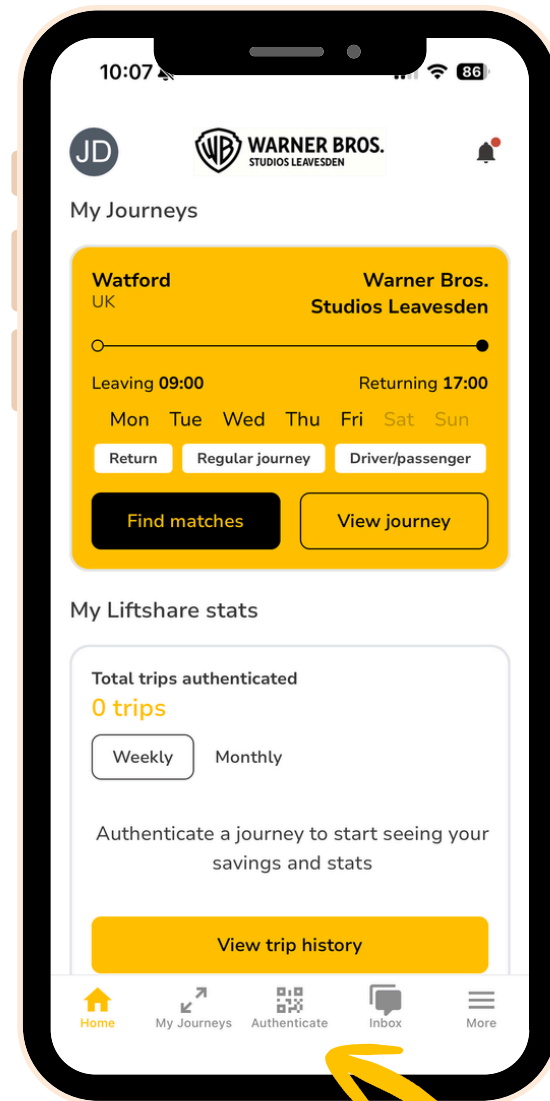 10:07
86
JD
WB
WARNER BROS.
STUDIOS LEAVESDEN
My Journeys
Watford
UK
Warner Bros.
Studios Leavesden
Leaving 09:00
Returning 17:00
Mon Tue Wed Thu Fri Sat Sun
Return Regular journey Driver/passenger
Find matches View journey
My Liftshare stats
Total trips authenticated
0 trips
Weekly Monthly
Authenticate a journey to start seeing your
savings and stats
View trip history
Home My Journeys Authenticate Inbox More